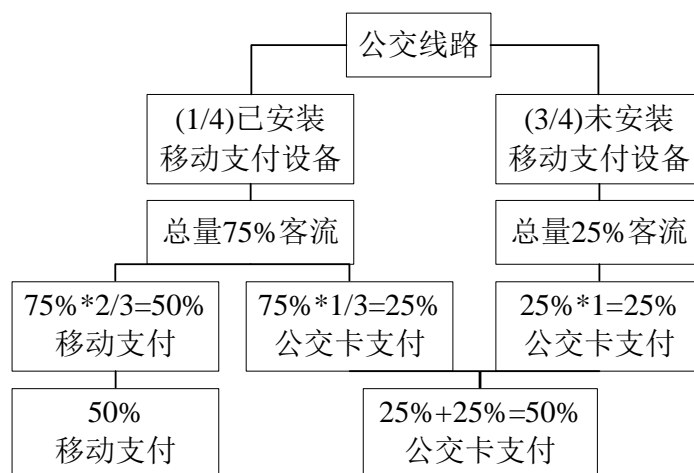 公交线路
(1/4)已安装
移动支付设备
(3/4)未安装
移动支付设备
总量75%客流
总量25%客流
75%*2/3=50%
移动支付
75%*1/3=25%
公交卡支付
25%*1=25%
公交卡支付
50%
移动支付
25%+25%=50%
公交卡支付